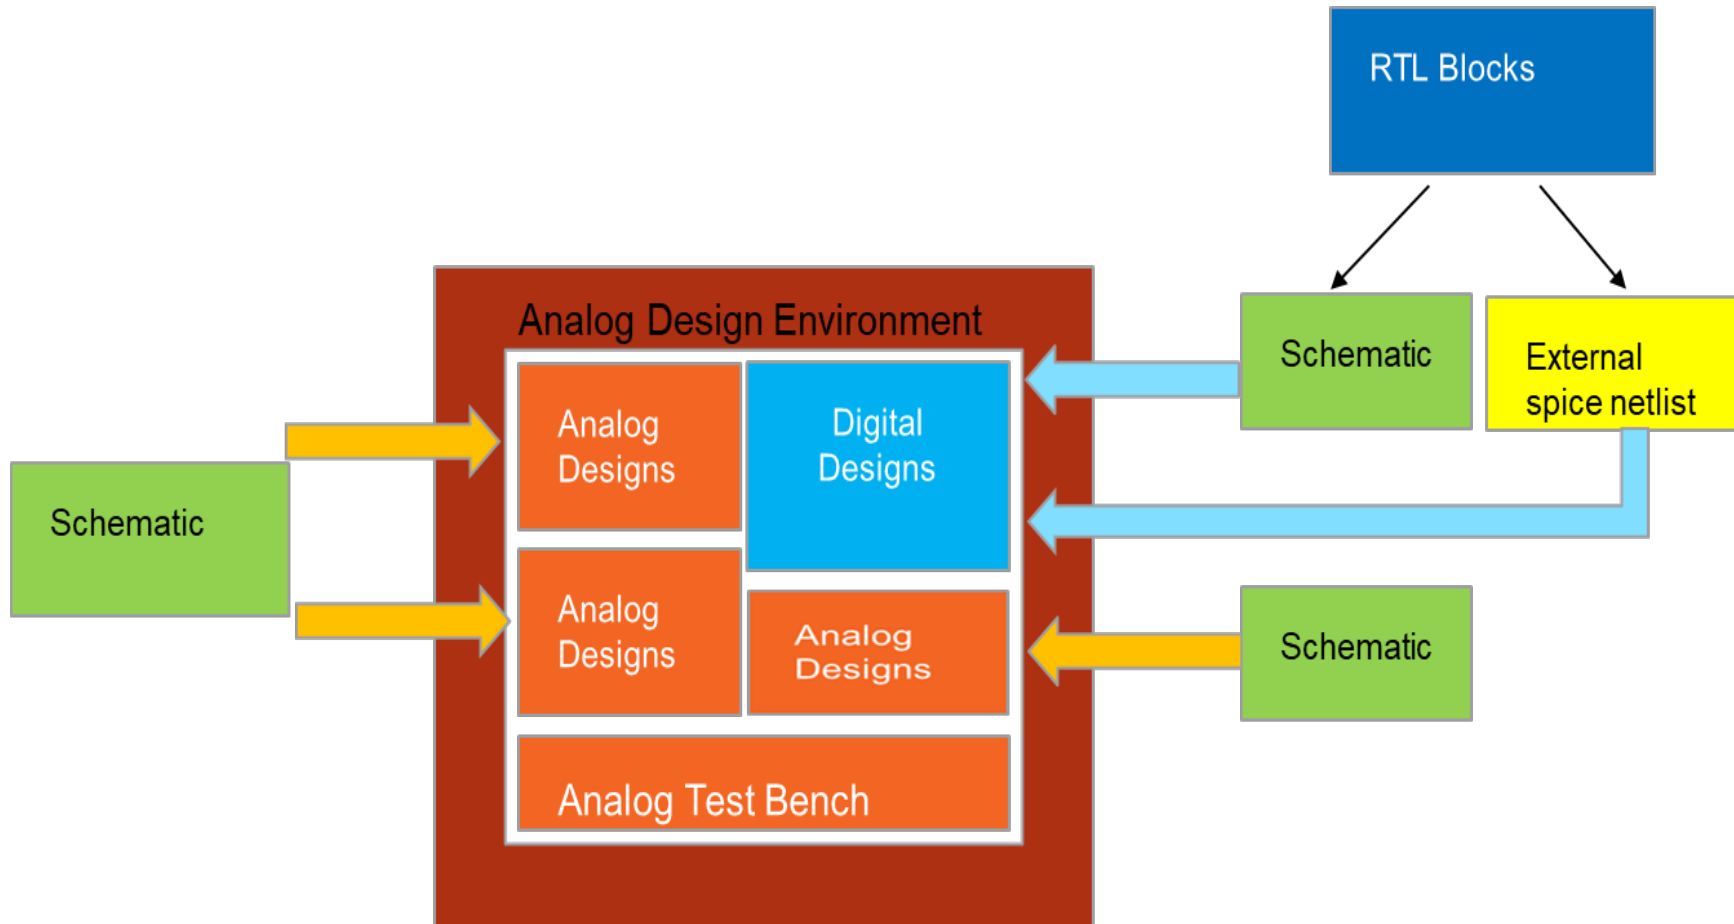 RTL Blocks
Analog Design Environment
Schematic
External
spice netlist
Analog
Designs
Digital
Designs
Schematic
Analog
Designs
Analog
Designs
Schematic
Analog Test Bench